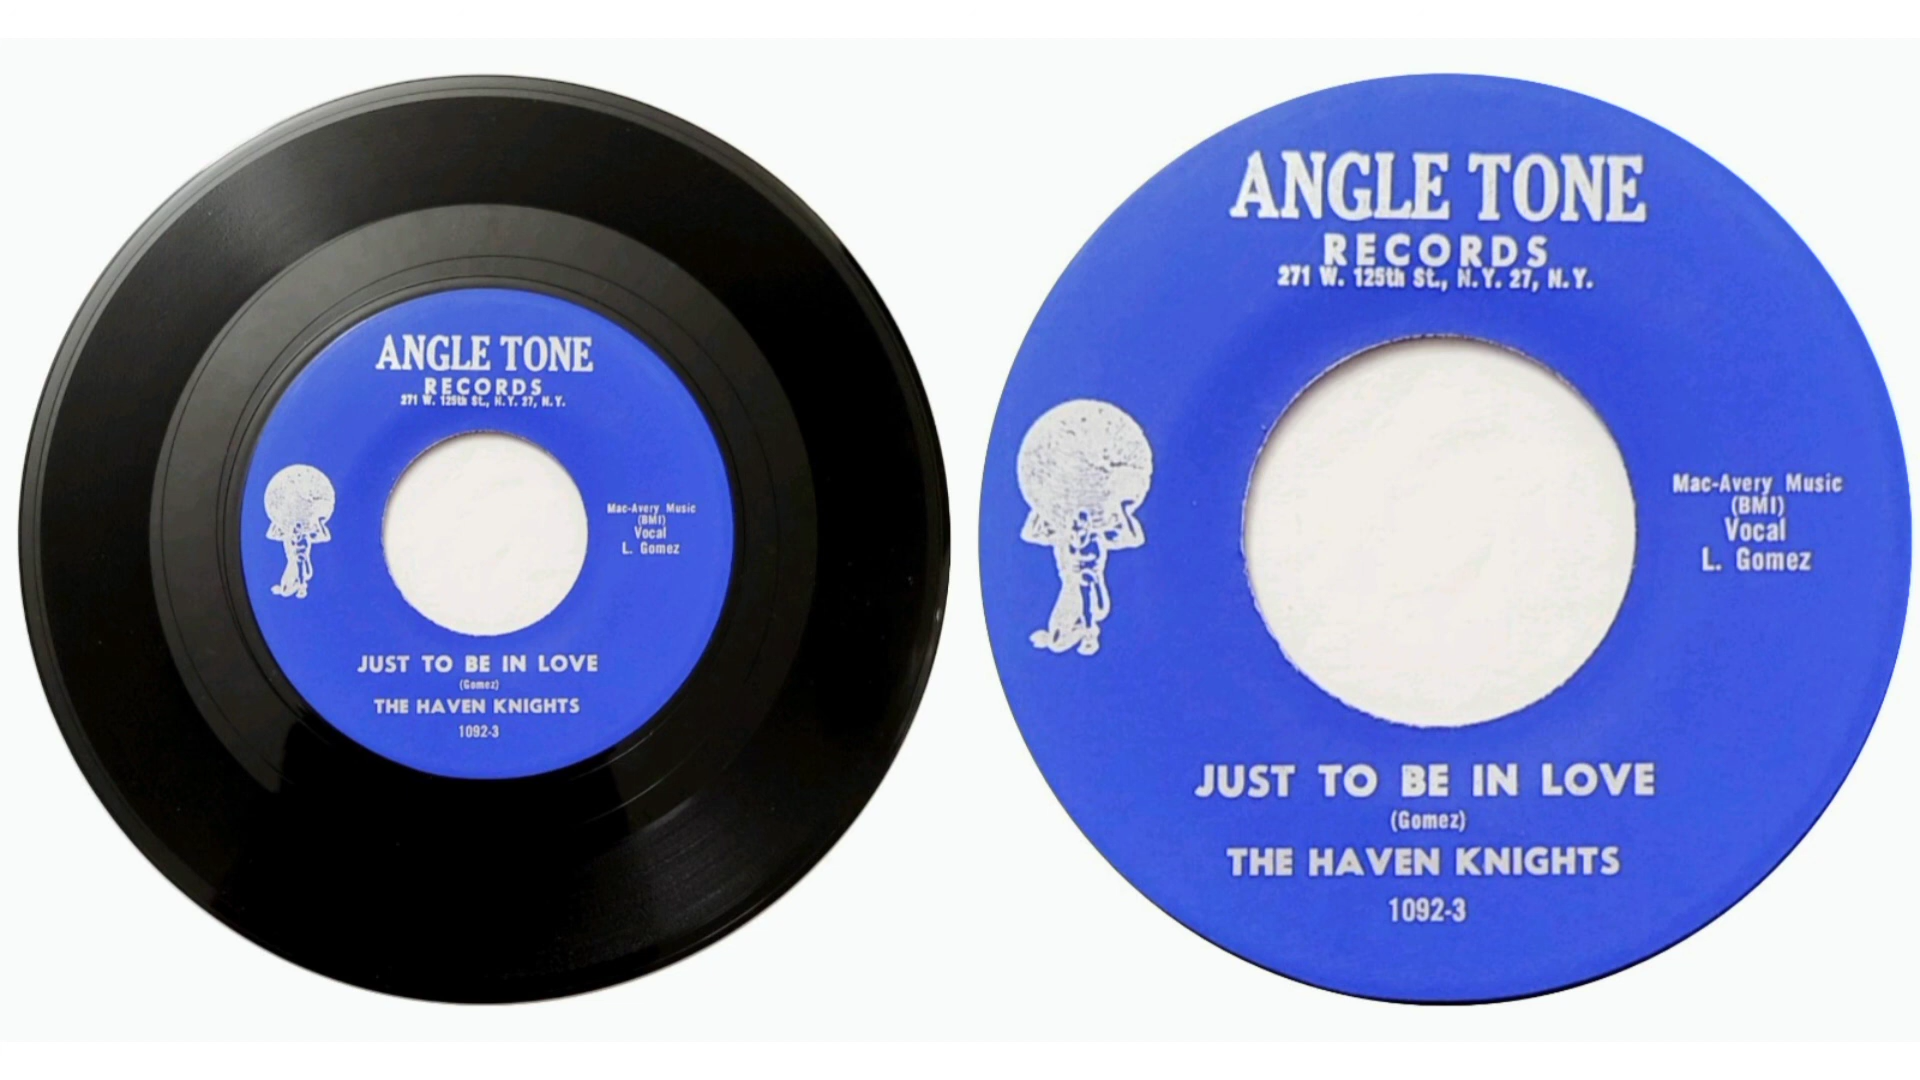 ANGLE TONE
RECORDS
271 W. 125th St., N.Y. 27, N.Y.
Mac-Avery Music
(BMI)
Vocal
L. Gomez
JUST TO BE IN LOVE
(Gomez)
THE HAVEN KNIGHTS
1092-3
ANGLE TONE
RECORDS
271 W. 125th St., N.Y. 27, N.Y.
Mac-Avery Music
(BMI)
Vocal
L. Gomez
JUST TO BE IN LOVE
(Gomez)
THE HAVEN KNIGHTS
1092-3